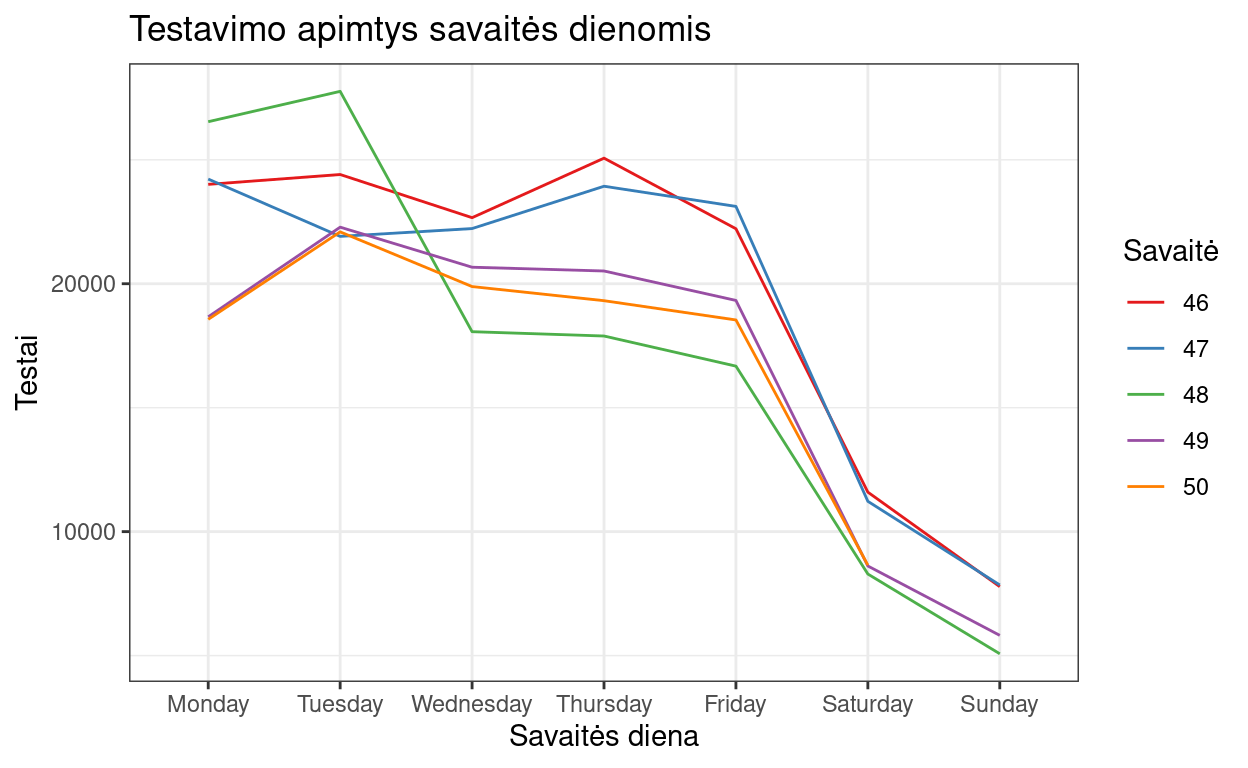 Testavimo apimtys savaitės dienomis
Testai
20000
10000
Monday Tuesday Wednesday Thursday Friday Saturday Sunday
Savaitės diena
Savaitė
46
47
48
49
50